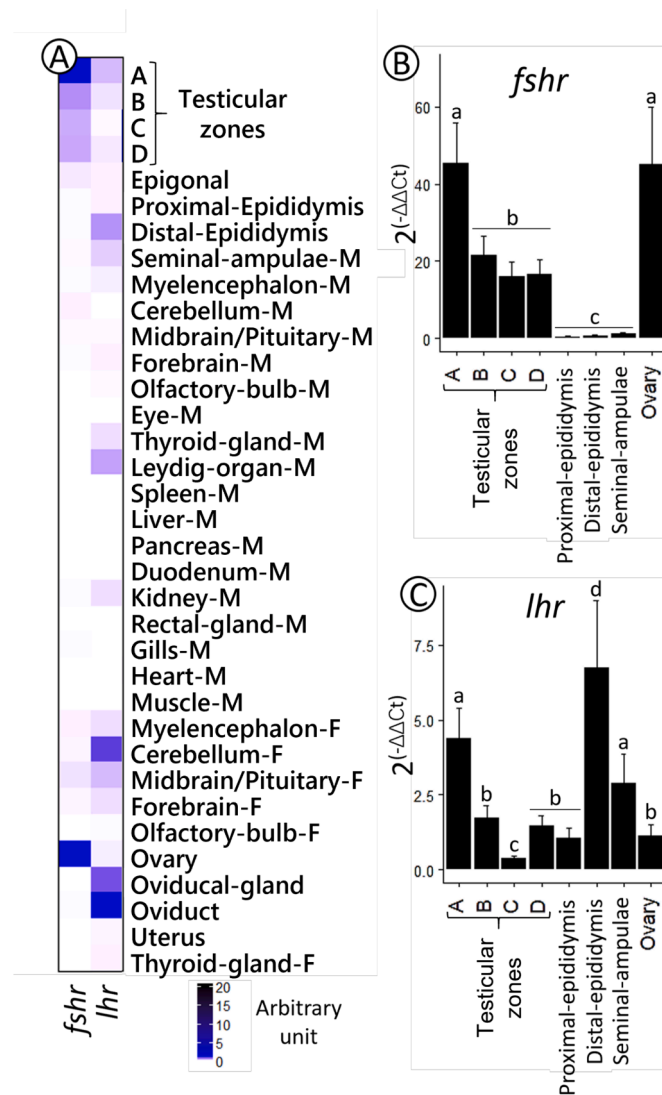 A
A
B
C
D
Testicular
zones
Epigonal
Proximal-Epididymis
Distal-Epididymis
Seminal-ampulae-M
Myelencephalon-M
Cerebellum-M
Midbrain/Pituitary-M
Forebrain-M
Olfactory-bulb-M
Eye-M
Thyroid-gland-M
Leydig-organ-M
Spleen-M
Liver-M
Pancreas-M
Duodenum-M
Kidney-M
Rectal-gland-M
Gills-M
Heart-M
Muscle-M
Myelencephalon-F
Cerebellum-F
Midbrain/Pituitary-F
Forebrain-F
Olfactory-bulb-F
Ovary
Oviducal-gland
Oviduct
Uterus
Thyroid-gland-F
fshr
lhr
20
15
10
5
0
Arbitrary
unit
B
fshr
2(-ΔΔCt)
60
40
20
0
a
b
c
a
A
B
C
D
Testicular
zones
Proximal-epididymis
Distal-epididymis
Seminal-ampulae
Ovary
C
lhr
2(-ΔΔCt)
7.5
5.0
2.5
0.0
a
b
c
b
d
a
b
A
B
C
D
Testicular
zones
Proximal-epididymis
Distal-epididymis
Seminal-ampulae
Ovary